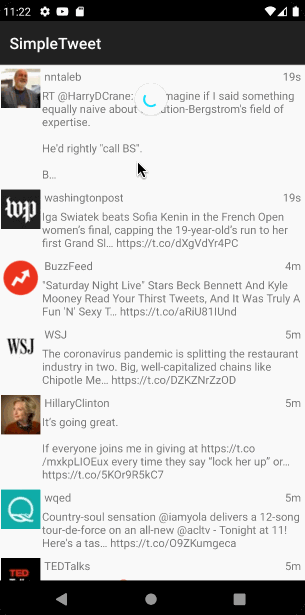 11:22
SimpleTweet
nntaleb 19s
RT @HarryDCrane: magine if I said something
equally naive about ution-Bergstrom's field of
expertise.
He'd rightly "call BS".
B…
washingtonpost 19s
wp
Iga Swiatek beats Sofia Kenin in the French Open
women's final, capping the 19-year-old's run to her
first Grand Sl… https://t.co/dXgVdYr4PC
BuzzFeed 4m
"Saturday Night Live" Stars Beck Bennett And Kyle
Mooney Read Your Thirst Tweets, And It Was Truly A
Fun 'N' Sexy T… https://t.co/aRiU81IUnd
WSJ 5m
WSJ
The coronavirus pandemic is splitting the restaurant
industry in two. Big, well-capitalized chains like
Chipotle Me… https://t.co/DZKZNrZzOD
HillaryClinton 5m
It's going great.
If everyone joins me in giving at https://t.co
/mxkpLIOEux every time they say "lock her up" or…
https://t.co/5KOr9R5kC7
wqed 5m
Country-soul sensation @iamyola delivers a 12-song
tour-de-force on an all-new @acltv - Tonight at 11!
Here's a tas… https://t.co/O9ZKumgeca
TEDTalks 5m
TED